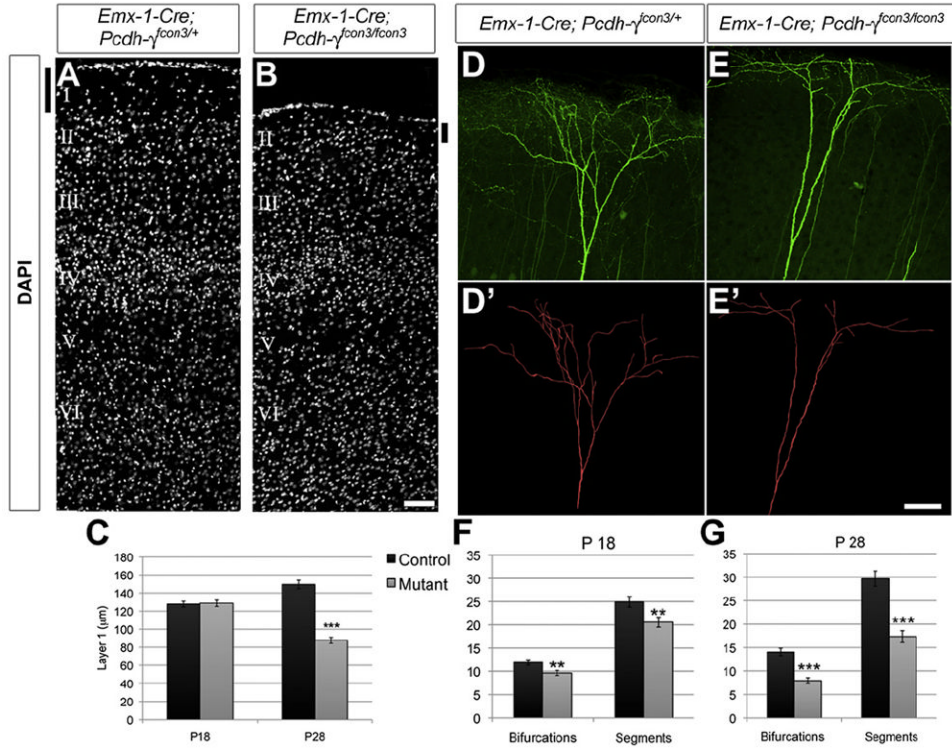 Emx-1-Cre;
Pcdh-γfcon3/+
Emx-1-Cre;
Pcdh-γfcon3/fcon3
Emx-1-Cre; Pcdh-γfcon3/+
Emx-1-Cre; Pcdh-γfcon3/fcon3
DAPI
A
I
II
III
IV
V
VI
B
II
III
IV
V
VI
D
E
D'
E'
C
Control
Mutant
Layer 1 (μm)
180
160
140
120
100
80
60
40
20
0
***
P18
P28
F
P 18
35
30
25
20
15
10
5
0
**
**
Bifurcations
Segments
G
P 28
35
30
25
20
15
10
5
0
***
***
Bifurcations
Segments